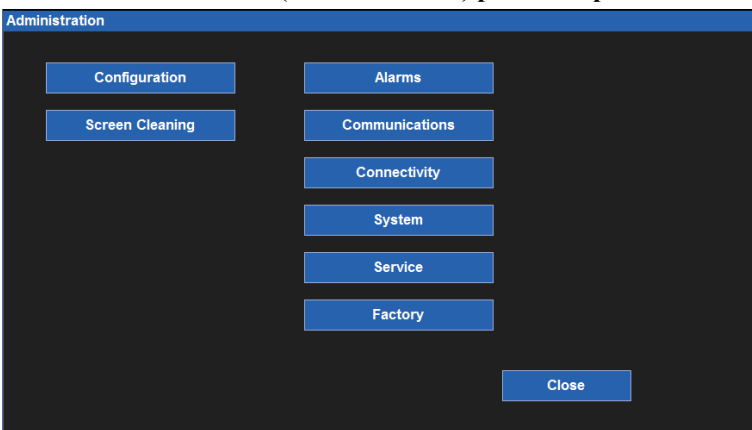 Administration
Configuration
Alarms
Screen Cleaning
Communications
Connectivity
System
Service
Factory
Close